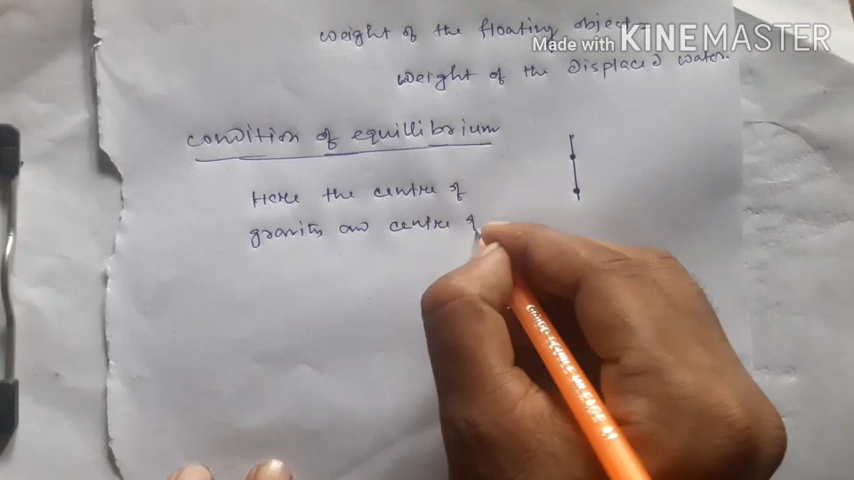 weight of the floating object =
Made with KINEMASTER
weight of the displaced water.
condition of equillibrium
Here the centre of
gravity and centre of